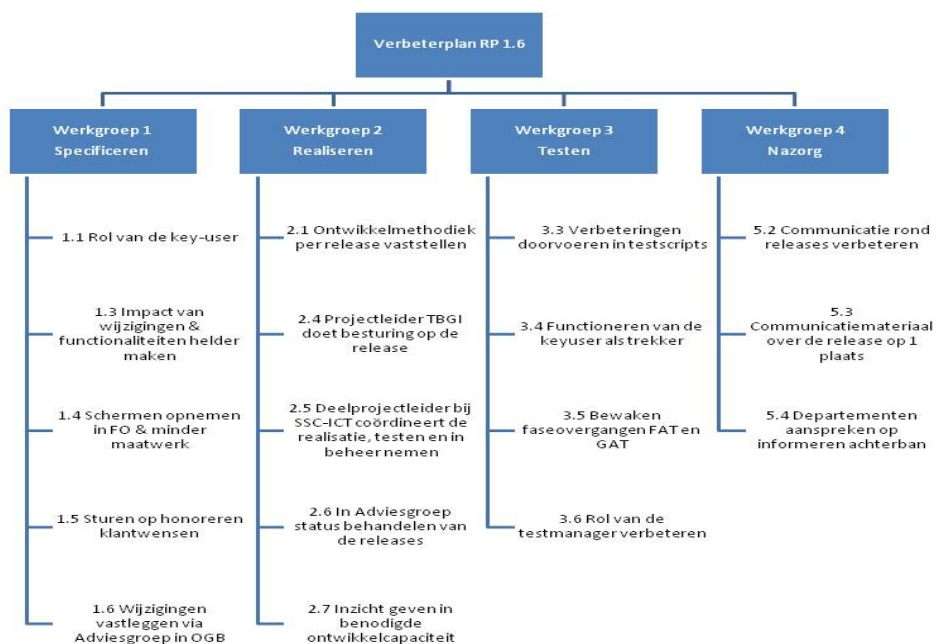 Verbeterplan RP 1.6
Werkgroep 1
Specificeren
1.1 Rol van de key-user
1.3 Impact van
wijzigingen &
functionaliteiten helder
maken
1.4 Schermen opnemen
in FO & minder
maatwerk
1.5 Sturen op honoreren
klantwensen
1.6 Wijzigingen
vastleggen via
Adviesgroep in OGB
Werkgroep 2
Realiseren
2.1 Ontwikkelmethodiek
per release vaststellen
2.4 Projectleider TBGI
doet besturing op de
release
2.5 Deelprojectleider bij
SSC-ICT coördineert de
realisatie, testen en in
beheer nemen
2.6 In Adviesgroep
status behandelen van
de releases
2.7 Inzicht geven in
benodigde
ontwikkelcapaciteit
Werkgroep 3
Testen
3.3 Verbeteringen
doorvoeren in testscripts
3.4 Functioneren van de
keyuser als trekker
3.5 Bewaken
faseovergangen FAT en
GAT
3.6 Rol van de
testmanager verbeteren
Werkgroep 4
Nazorg
5.2 Communicatie rond
releases verbeteren
5.3
Communicatiemateriaal
over de release op 1
plaats
5.4 Departementen
aanspreken op
informeren achterban